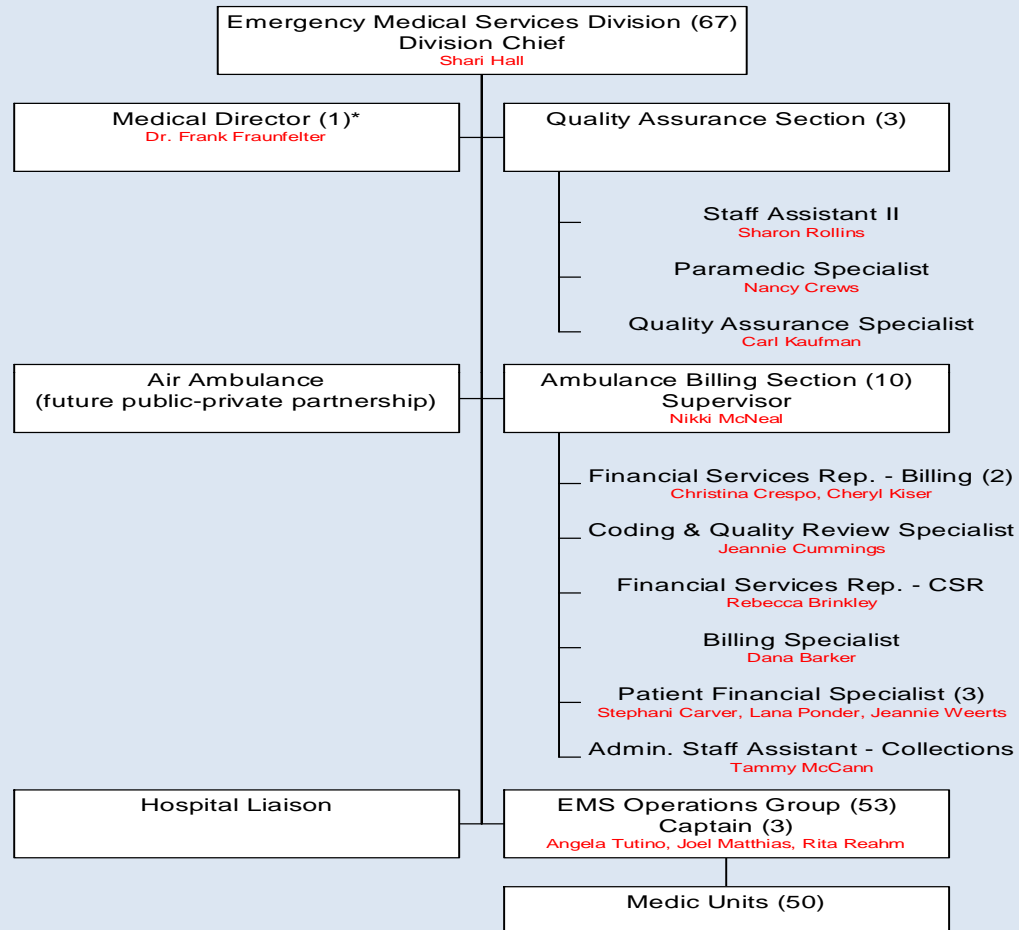 Emergency Medical Services Division (67)
Division Chief
Shari Hall
Medical Director (1)*
Dr. Frank Fraunfelter
Quality Assurance Section (3)
Staff Assistant II
Sharon Rollins
Paramedic Specialist
Nancy Crews
Quality Assurance Specialist
Carl Kaufman
Air Ambulance
(future public-private partnership)
Ambulance Billing Section (10)
Supervisor
Nikki McNeal
Financial Services Rep. - Billing (2)
Christina Crespo, Cheryl Kiser
Coding & Quality Review Specialist
Jeannie Cummings
Financial Services Rep. - CSR
Rebecca Brinkley
Billing Specialist
Dana Barker
Patient Financial Specialist (3)
Stephani Carver, Lana Ponder, Jeannie Weerts
Admin. Staff Assistant - Collections
Tammy McCann
Hospital Liaison
EMS Operations Group (53)
Captain (3)
Angela Tutino, Joel Matthias, Rita Reahm
Medic Units (50)